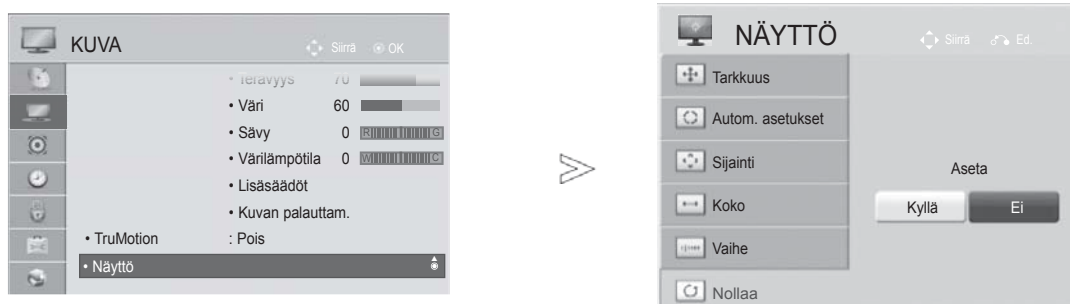 KUVA
Siirrä OK
• Terävyys 70
• Väri 60
• Sävy 0 R G
• Värilämpötila 0 W C
• Lisäsäädöt
• Kuvan palauttam.
• TruMotion : Pois
• Näyttö
NÄYTTÖ
Siirrä Ed.
Tarkkuus
Autom. asetukset
Sijainti
Koko
Vaihe
Nollaa
Aseta
Kyllä Ei